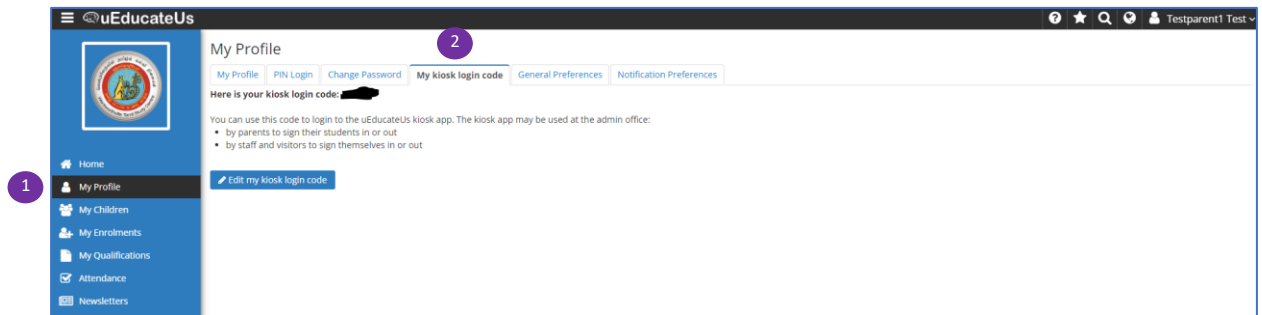 uEducateUs
Testparent1 Test
2
My Profile
My Profile PIN Login Change Password My kiosk login code General Preferences Notification Preferences
Here is your kiosk login code:
You can use this code to login to the uEducateUs kiosk app. The kiosk app may be used at the admin office:
• by parents to sign their students in or out
• by staff and visitors to sign themselves in or out
Edit my kiosk login code
Home
1
My Profile
My Children
My Enrolments
My Qualifications
Attendance
Newsletters